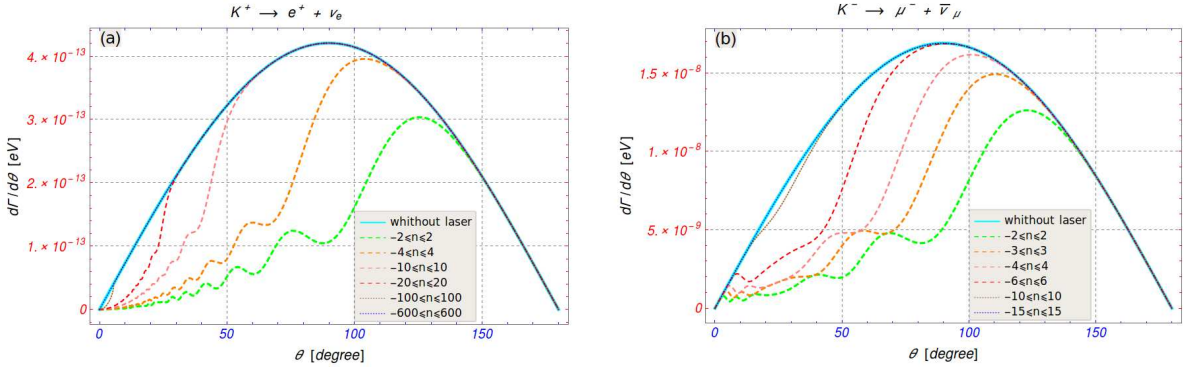 K⁺ ⟶ e⁺ + νₑ
(a)
dΓ/dθ [eV]
4. × 10⁻¹³
3. × 10⁻¹³
2. × 10⁻¹³
1. × 10⁻¹³
0
whithout laser
−2≤n≤2
−4≤n≤4
−10≤n≤10
−20≤n≤20
−100≤n≤100
−600≤n≤600
0 50 100 150
θ [degree]
K⁻ ⟶ μ⁻ + ν̅ μ
(b)
dΓ/dθ [eV]
1.5 × 10⁻⁸
1. × 10⁻⁸
5. × 10⁻⁹
0
whithout laser
−2≤n≤2
−3≤n≤3
−4≤n≤4
−6≤n≤6
−10≤n≤10
−15≤n≤15
0 50 100 150
θ [degree]